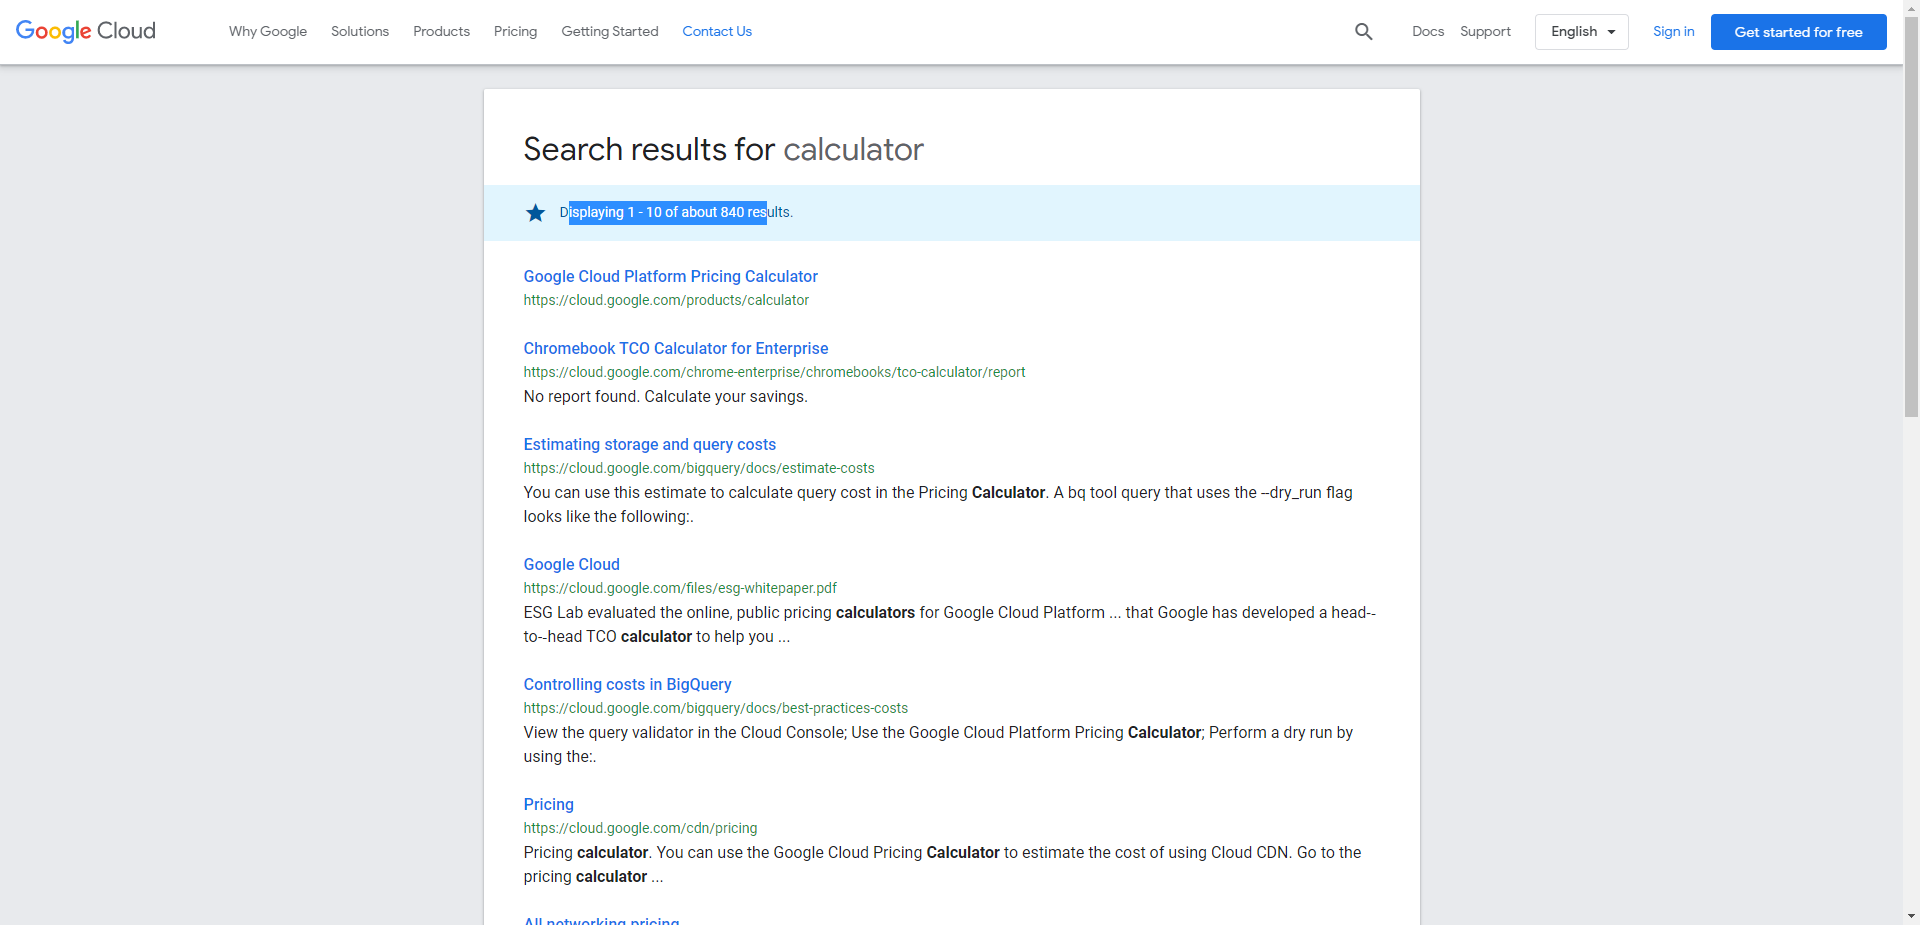 Google Cloud
Why Google Solutions Products Pricing Getting Started Contact Us Docs Support English Sign in Get started for free
Search results for calculator
Displaying 1 - 10 of about 840 results.
Google Cloud Platform Pricing Calculator
https://cloud.google.com/products/calculator
Chromebook TCO Calculator for Enterprise
https://cloud.google.com/chrome-enterprise/chromebooks/tco-calculator/report
No report found. Calculate your savings.
Estimating storage and query costs
https://cloud.google.com/bigquery/docs/estimate-costs
You can use this estimate to calculate query cost in the Pricing Calculator. A bq tool query that uses the --dry_run flag
looks like the following:.
Google Cloud
https://cloud.google.com/files/esg-whitepaper.pdf
ESG Lab evaluated the online, public pricing calculators for Google Cloud Platform ... that Google has developed a head--
to--head TCO calculator to help you ...
Controlling costs in BigQuery
https://cloud.google.com/bigquery/docs/best-practices-costs
View the query validator in the Cloud Console; Use the Google Cloud Platform Pricing Calculator; Perform a dry run by
using the:.
Pricing
https://cloud.google.com/cdn/pricing
Pricing calculator. You can use the Google Cloud Pricing Calculator to estimate the cost of using Cloud CDN. Go to the
pricing calculator ...
All networking pricing